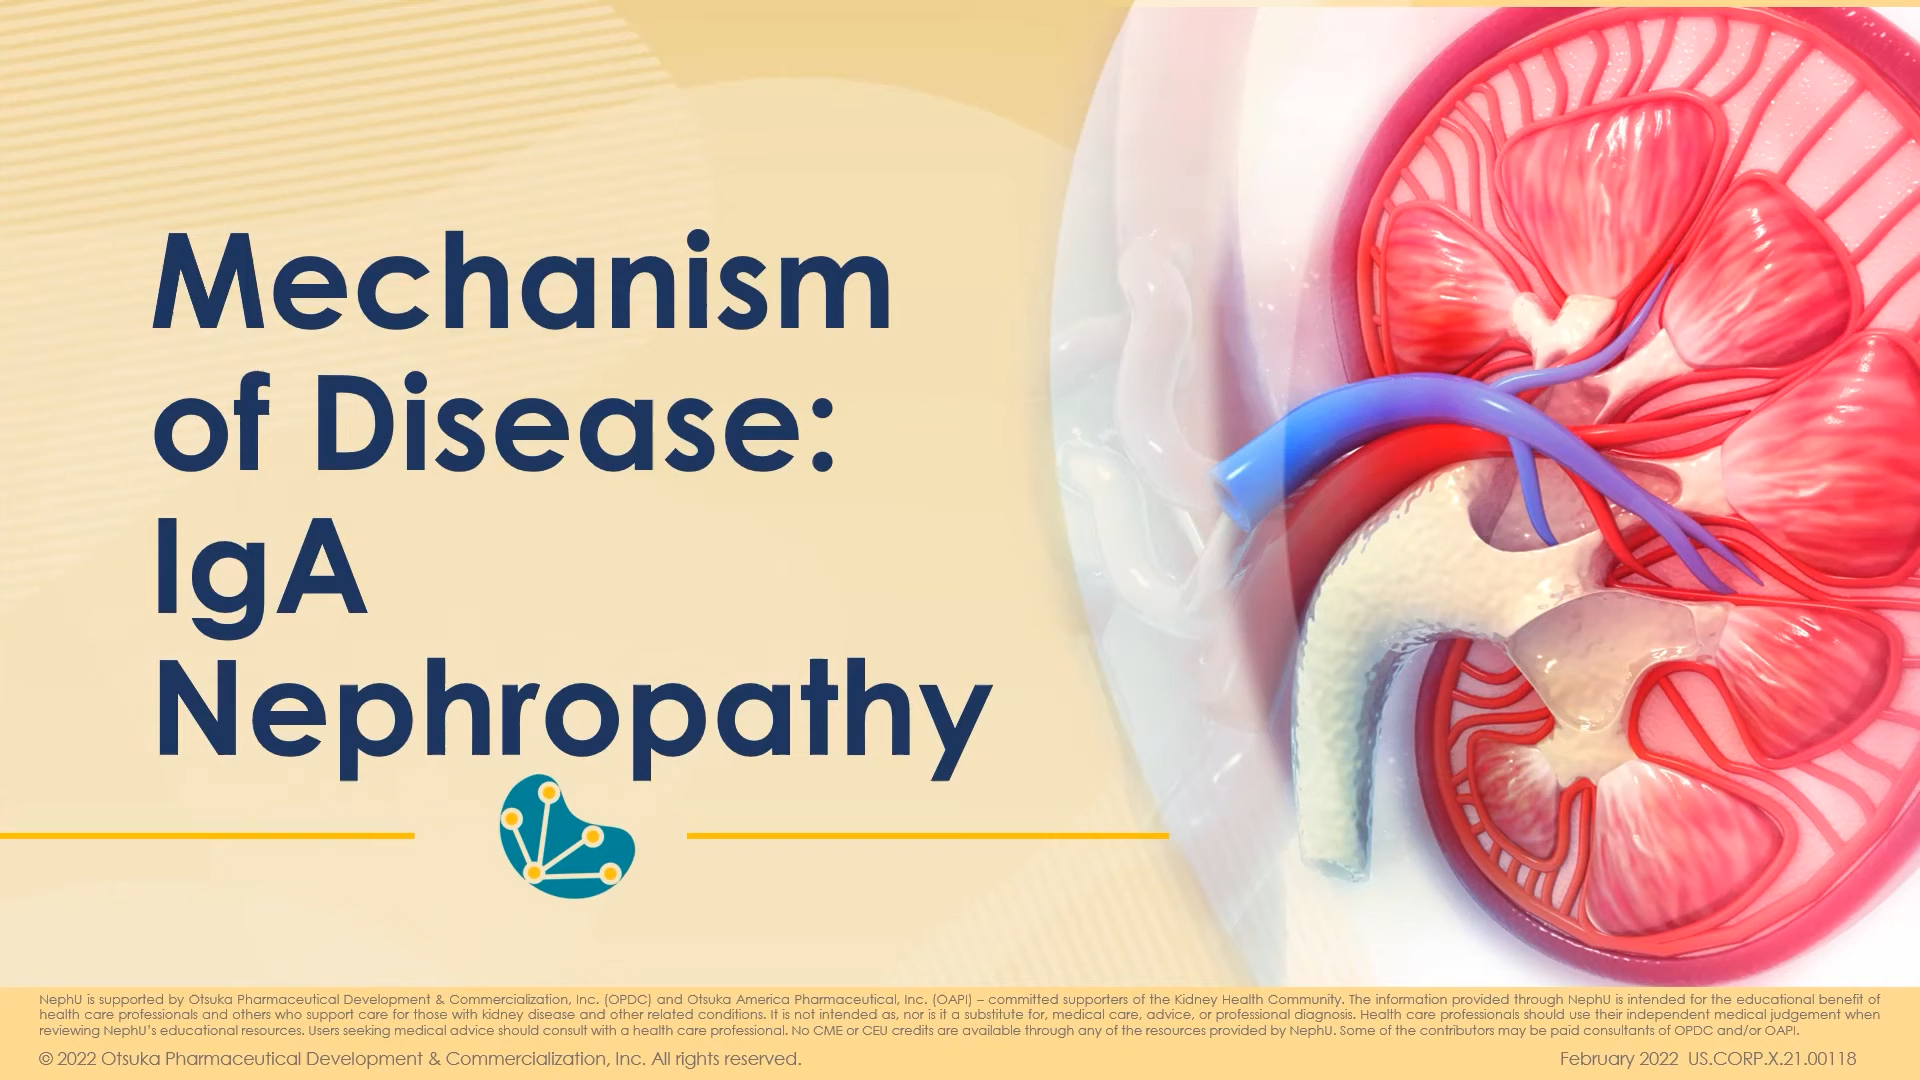 Mechanism
of Disease:
IgA
Nephropathy
NephU is supported by Otsuka Pharmaceutical Development & Commercialization, Inc. (OPDC) and Otsuka America Pharmaceutical, Inc. (OAPI) – committed supporters of the Kidney Health Community. The information provided through NephU is intended for the educational benefit of
health care professionals and others who support care for those with kidney disease and other related conditions. It is not intended as, nor is it a substitute for, medical care, advice, or professional diagnosis. Health care professionals should use their independent medical judgement when
reviewing NephU's educational resources. Users seeking medical advice should consult with a health care professional. No CME or CEU credits are available through any of the resources provided by NephU. Some of the contributors may be paid consultants of OPDC and/or OAPI.
© 2022 Otsuka Pharmaceutical Development & Commercialization, Inc. All rights reserved.
February 2022 US.CORP.X.21.00118